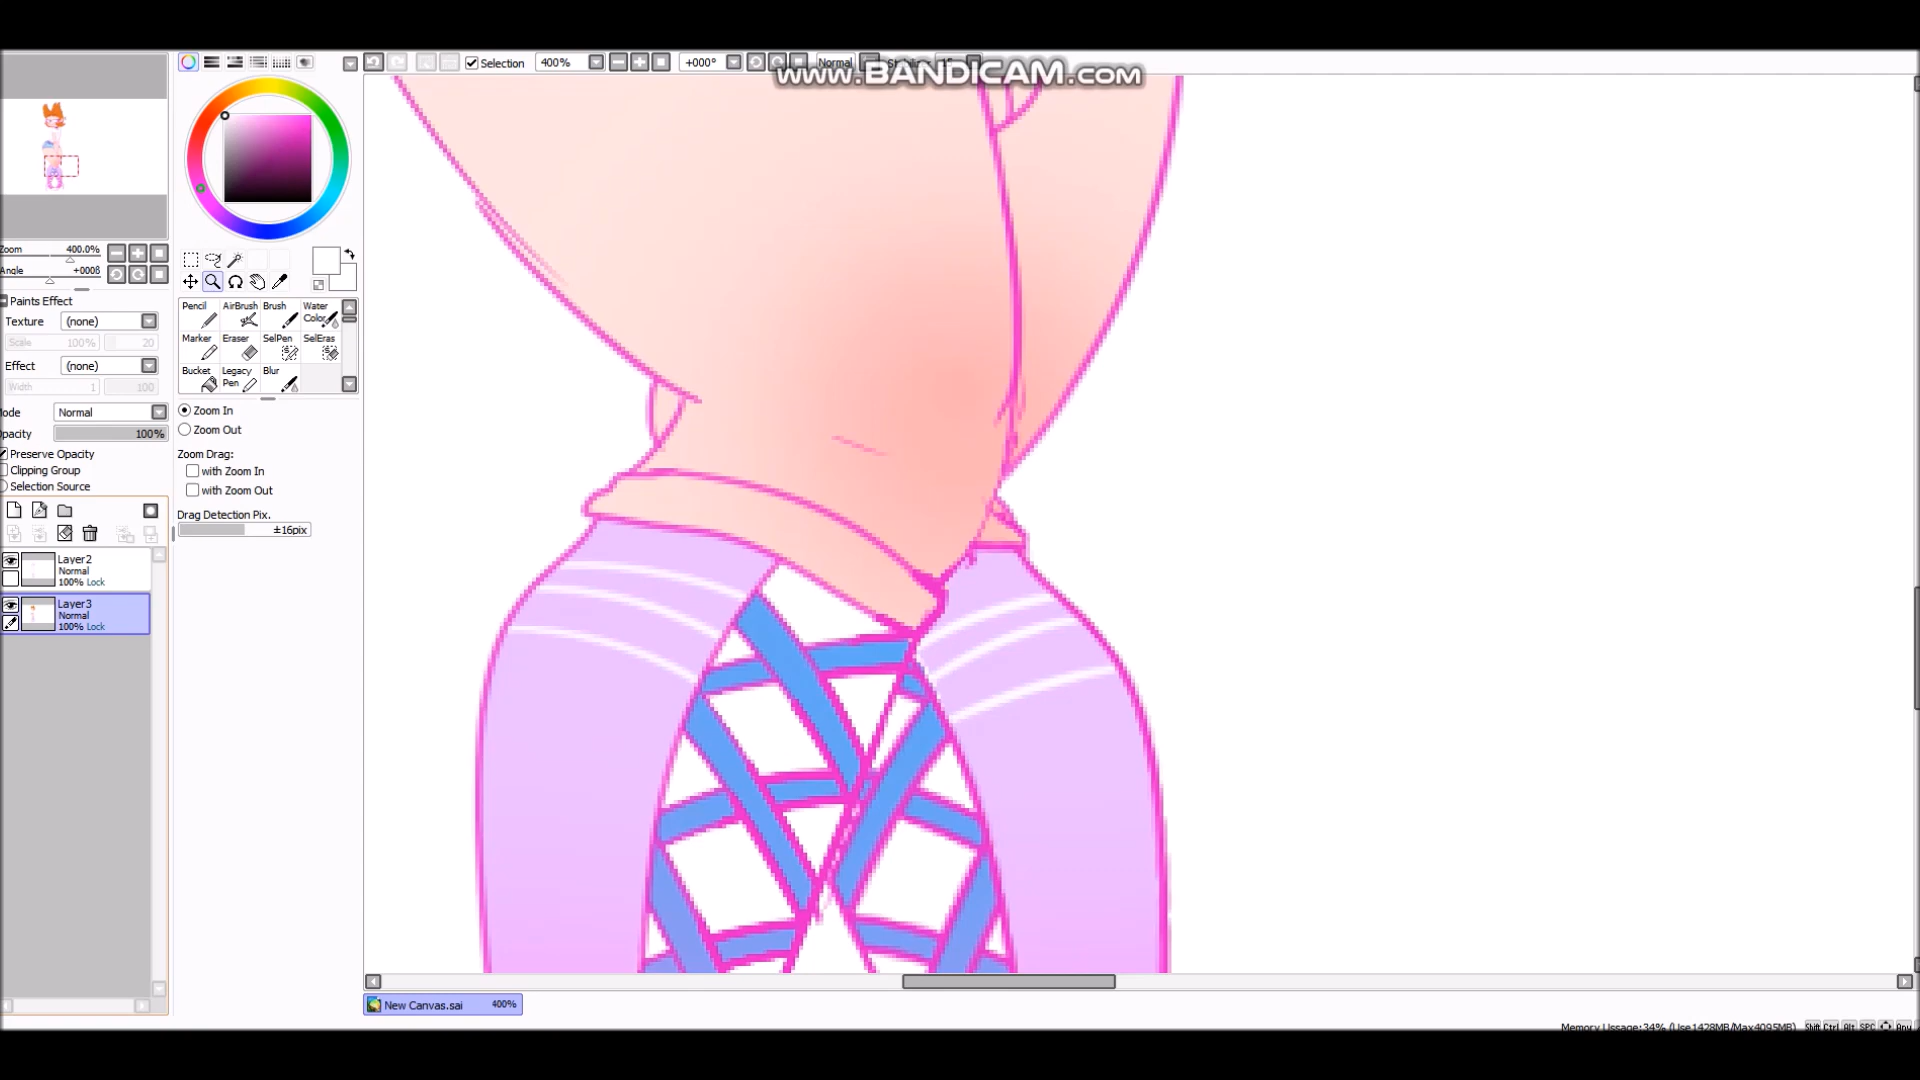 Selection 400% +000° Normal
www.BANDICAM.com
Zoom 400.0%
Angle +000ß
Paints Effect
Texture (none)
Scale 100% 20
Effect (none)
Width 1 100
Mode Normal
Opacity 100%
Preserve Opacity
Clipping Group
Selection Source
Layer2
Normal
100% Lock
Layer3
Normal
100% Lock
Pencil AirBrush Brush Water Color
Marker Eraser SelPen SelEras
Bucket Legacy Pen Blur
Zoom In
Zoom Out
Zoom Drag:
with Zoom In
with Zoom Out
Drag Detection Pix.
±16pix
New Canvas.sai 400%
Memory Usage:34% (Use1428MB/Max4095MB) Shift Ctrl Alt SPC Any